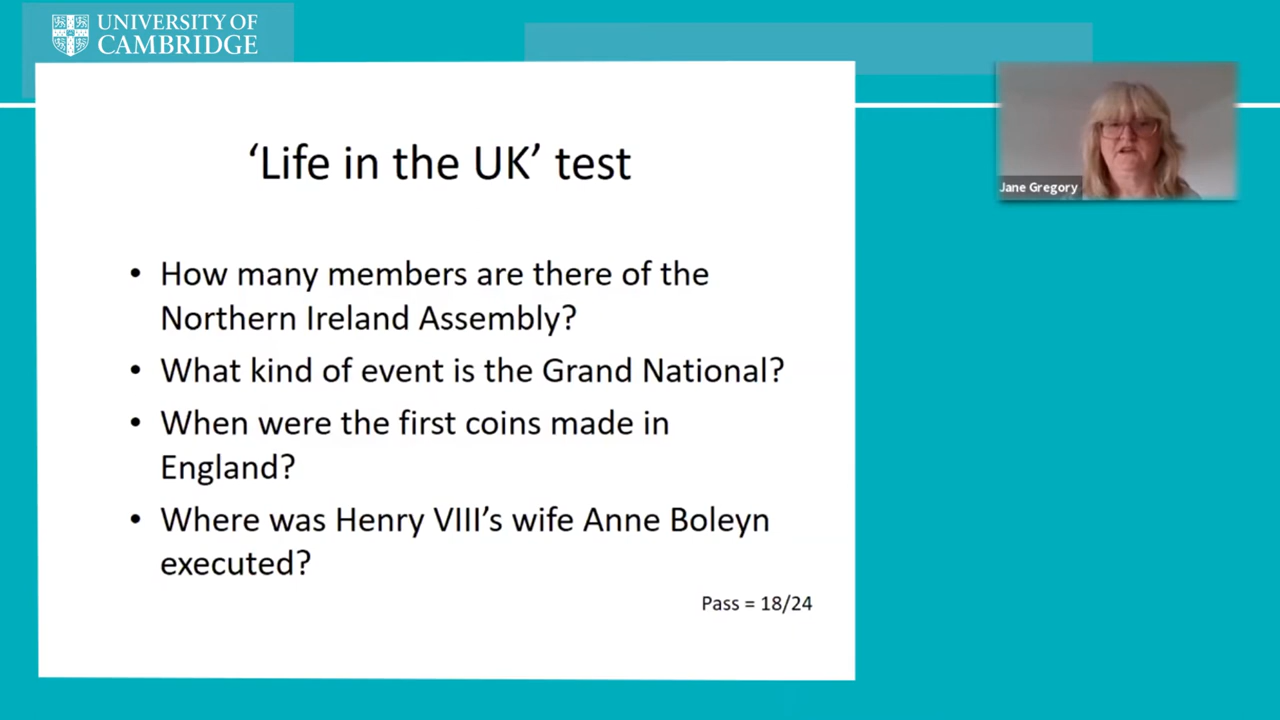 UNIVERSITY OF
CAMBRIDGE
‘Life in the UK’ test
• How many members are there of the
Northern Ireland Assembly?
• What kind of event is the Grand National?
• When were the first coins made in
England?
• Where was Henry VIII’s wife Anne Boleyn
executed?
Pass = 18/24
Jane Gregory